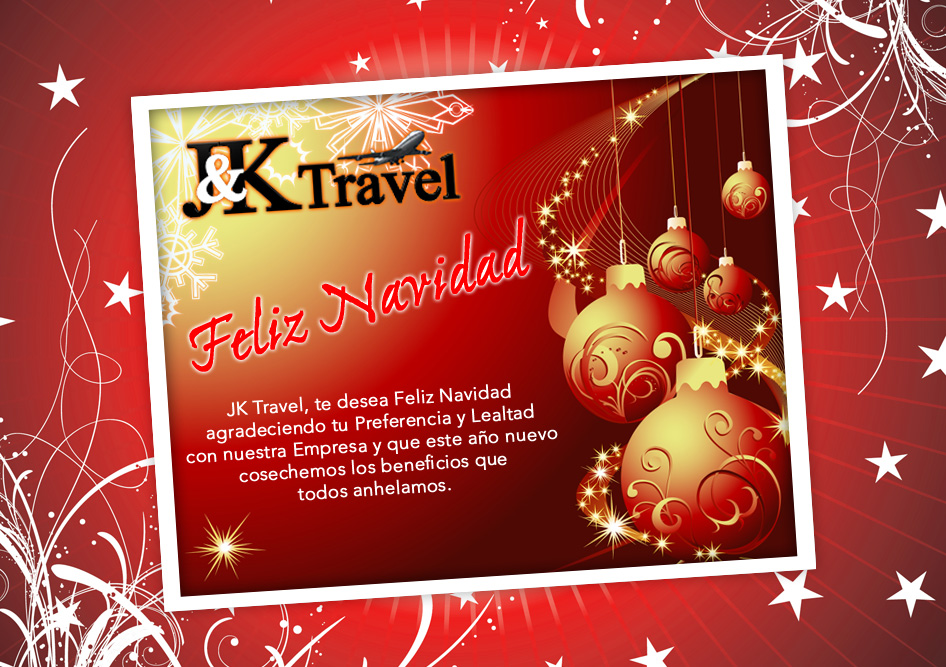 J&K Travel
Feliz Navidad
JK Travel, te desea Feliz Navidad
agradeciendo tu Preferencia y Lealtad
con nuestra Empresa y que este año nuevo
cosechemos los beneficios que
todos anhelamos.